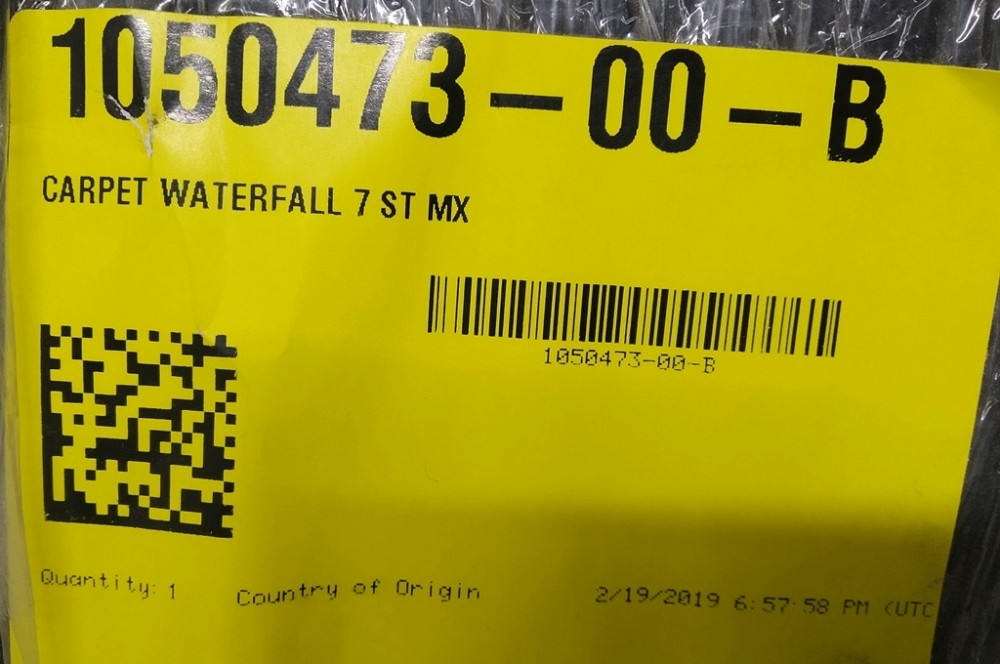 1050473-00-B
CARPET WATERFALL 7 ST MX
1050473-00-B
Quantity: 1 Country of Origin 2/19/2019 6:57:58 PM (UTC